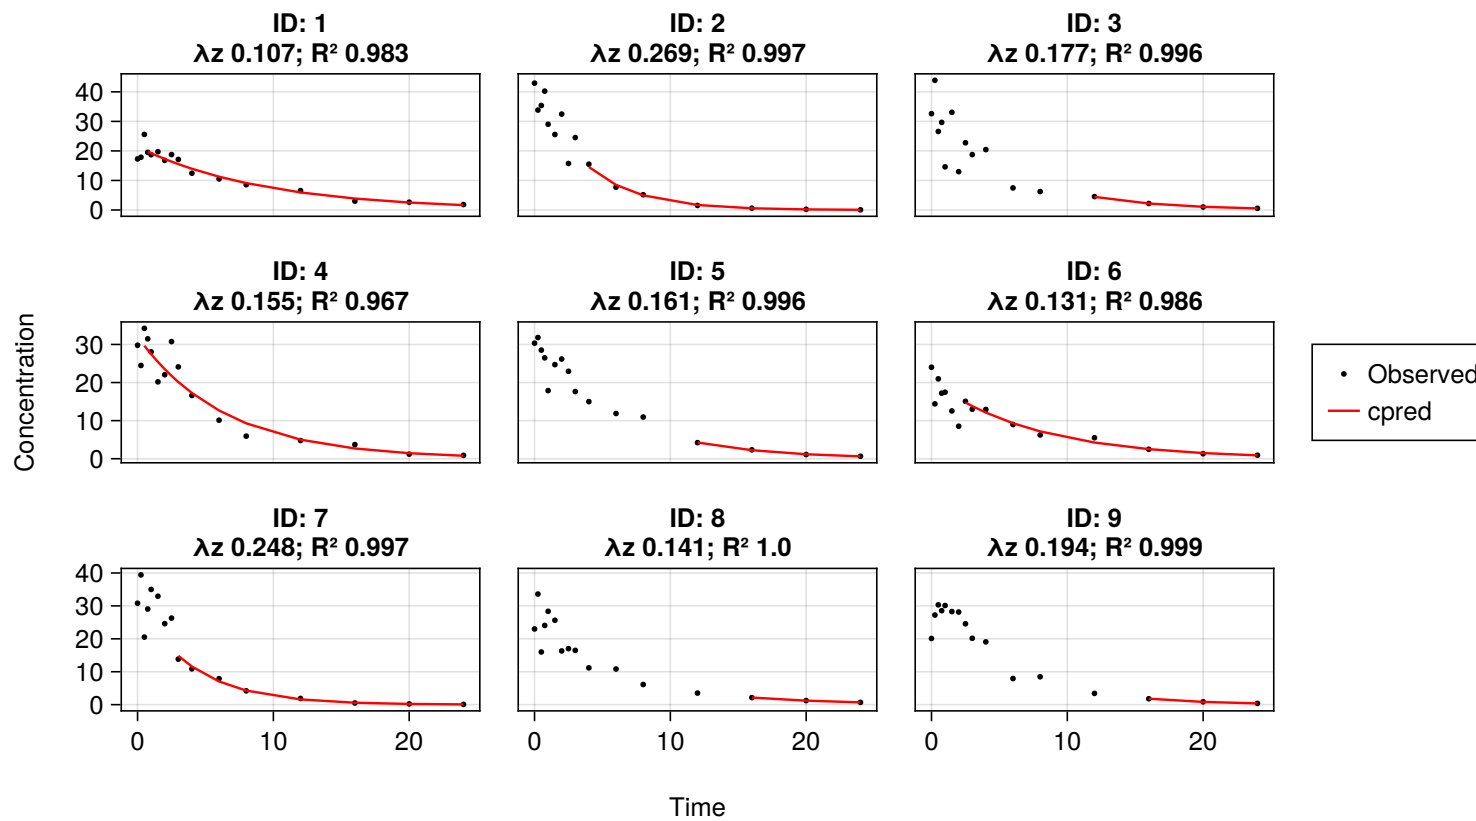 ID: 1
λz 0.107; R² 0.983
ID: 2
λz 0.269; R² 0.997
ID: 3
λz 0.177; R² 0.996
40
30
20
10
0
ID: 4
λz 0.155; R² 0.967
ID: 5
λz 0.161; R² 0.996
ID: 6
λz 0.131; R² 0.986
30
20
10
0
Concentration
Observed
cpred
ID: 7
λz 0.248; R² 0.997
ID: 8
λz 0.141; R² 1.0
ID: 9
λz 0.194; R² 0.999
40
30
20
10
0
0 10 20
0 10 20
0 10 20
Time